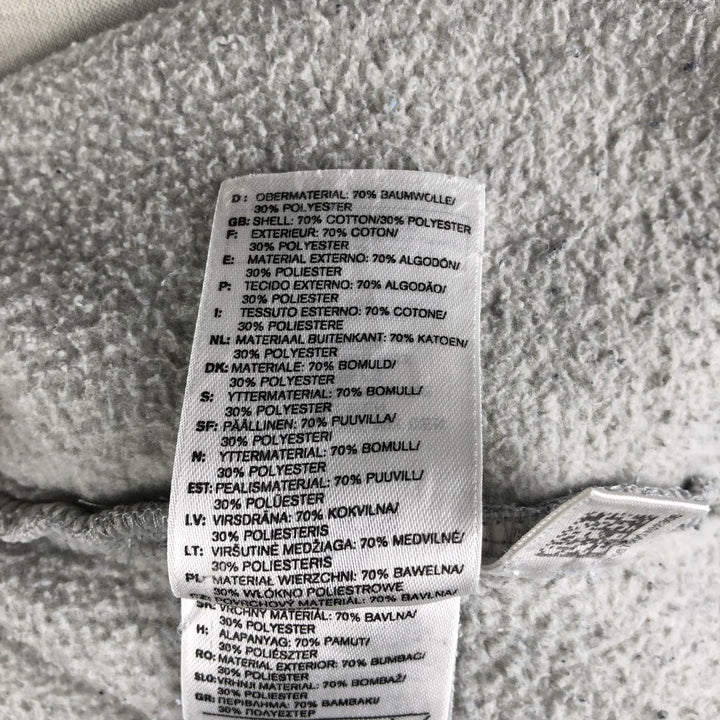 D: OBERMATERIAL: 70% BAUMWOLLE/
30% POLYESTER
GB: SHELL: 70% COTTON/30% POLYESTER
F: EXTERIEUR: 70% COTON/
30% POLYESTER
E: MATERIAL EXTERNO: 70% ALGODÓN/
30% POLIESTER
P: TECIDO EXTERNO: 70% ALGODÃO/
30% POLIESTER
I: TESSUTO ESTERNO: 70% COTONE/
30% POLIESTERE
NL: MATERIAAL BUITENKANT: 70% KATOEN/
30% POLYESTER
DK: MATERIALE: 70% BOMULD/
30% POLYESTER
S: YTTERMATERIAL: 70% BOMULL/
30% POLYESTER
SF: PÄÄLLINEN: 70% PUUVILLA/
30% POLYESTERI
N: YTTERMATERIAL: 70% BOMULL/
30% POLYESTER
EST: PEALISMATERJAL: 70% PUUVILL/
30% POLÜESTER
LV: VIRSDRĀNA: 70% KOKVILNA/
30% POLIESTERIS
LT: VIRŠUTINĖ MEDŽIAGA: 70% MEDVILNĖ/
30% POLIESTERIS
PL: MATERIAŁ WIERZCHNI: 70% BAWEŁNA/
30% WŁÓKNO POLIESTROWE
POVRCHOVÝ MATERIÁL: 70% BAVLNA/
SK: VRCHNÝ MATERIÁL: 70% BAVLNA/
30% POLYESTER
H: ALAPANYAG: 70% PAMUT/
30% POLIÉSZTER
RO: MATERIAL EXTERIOR: 70% BUMBAC/
30% POLIESTER
SLO: VRHNJI MATERIAL: 70% BOMBAŽ/
30% POLIESTER
GR: ΠΕΡΙΒΛΗΜΑ: 70% ΒΑΜΒΑΚΙ/
30% ΠΟΛΥΕΣΤΕΡ